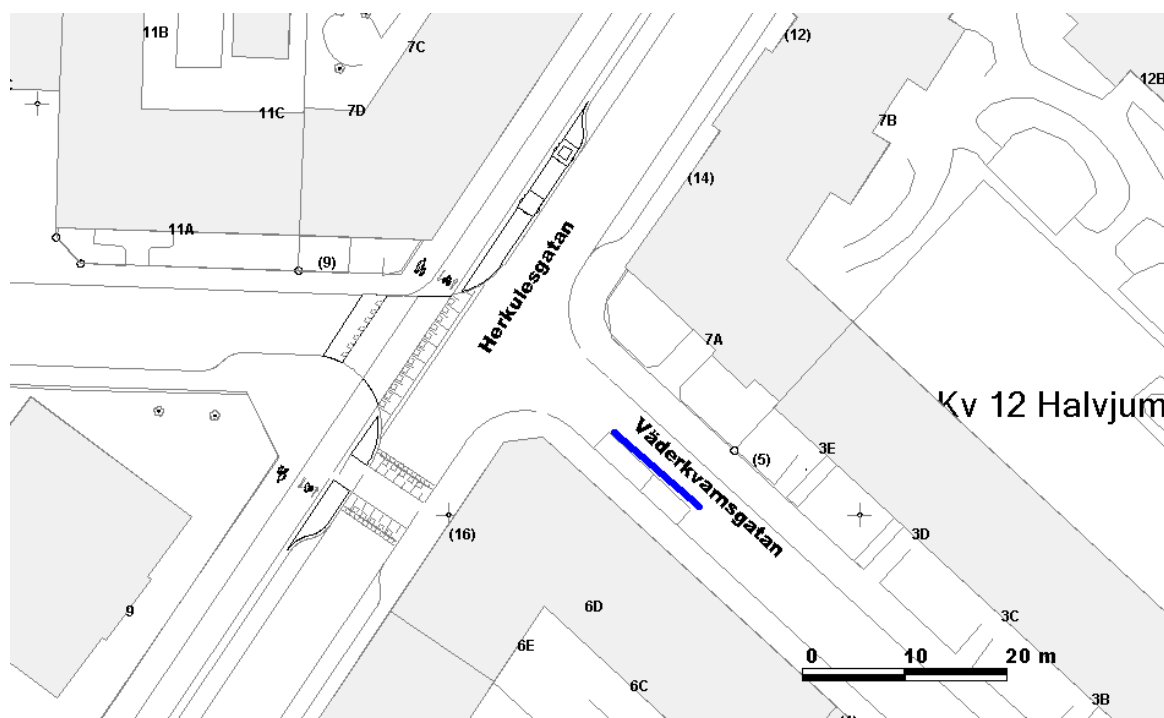 11B
7C
(12)
12B
11C
7D
7B
(14)
11A
(9)
Herkulesgatan
7A
Kv 12 Halvjum
Väderkvarnsgatan
3E
(5)
(16)
3D
9
6D
3C
6E
0 10 20 m
6C
3B